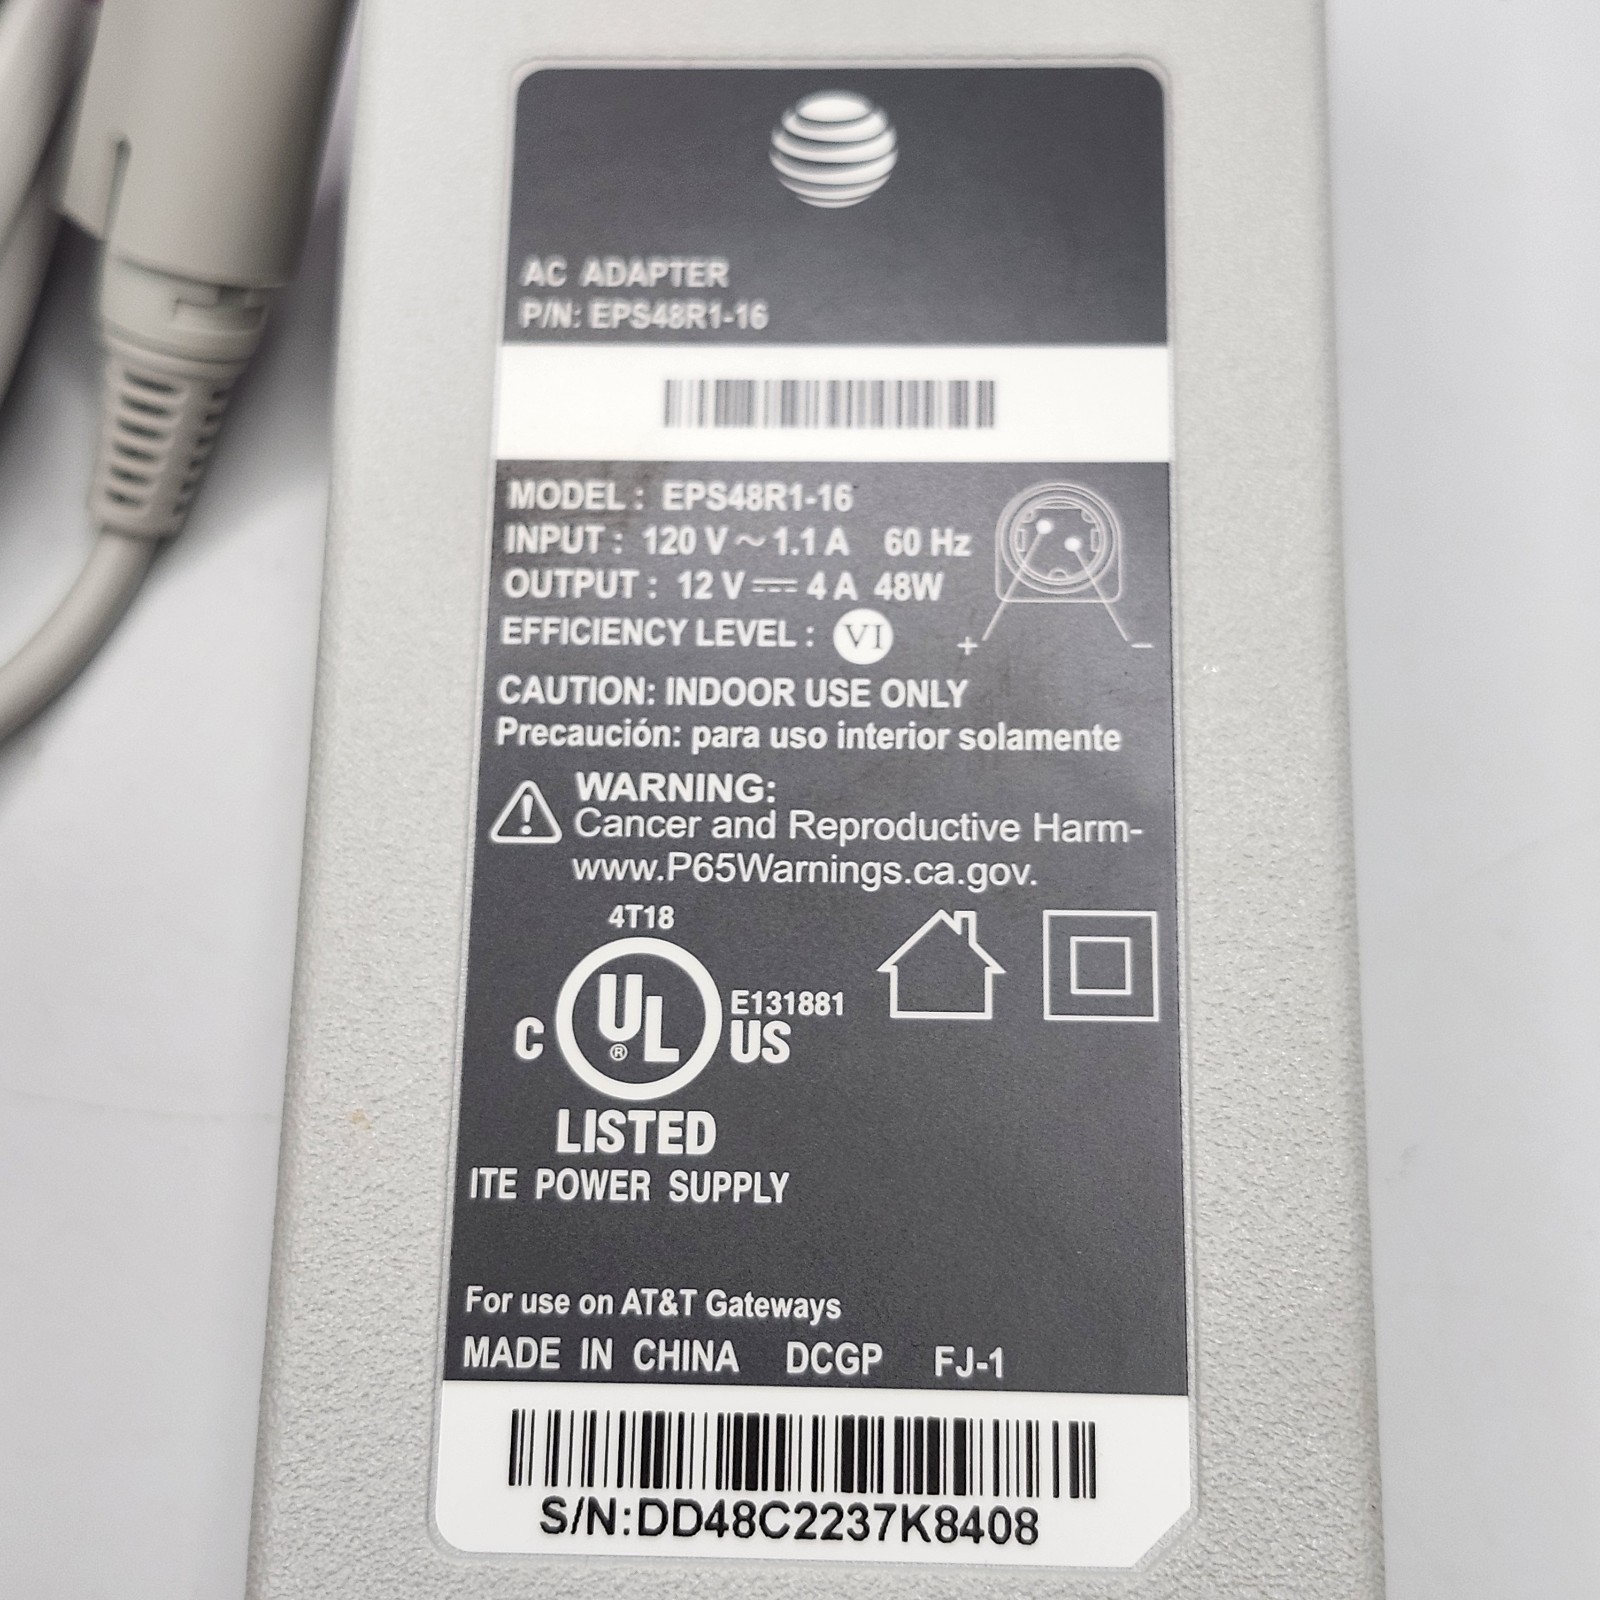 AC ADAPTER
P/N: EPS48R1-16
MODEL : EPS48R1-16
INPUT : 120 V ~ 1.1 A 60 Hz
OUTPUT : 12 V ⎓ 4 A 48W
+ −
EFFICIENCY LEVEL : VI
CAUTION: INDOOR USE ONLY
Precaución: para uso interior solamente
WARNING:
Cancer and Reproductive Harm-
www.P65Warnings.ca.gov.
4T18
C UL ® US
E131881
LISTED
ITE POWER SUPPLY
For use on AT&T Gateways
MADE IN CHINA DCGP FJ-1
S/N:DD48C2237K8408